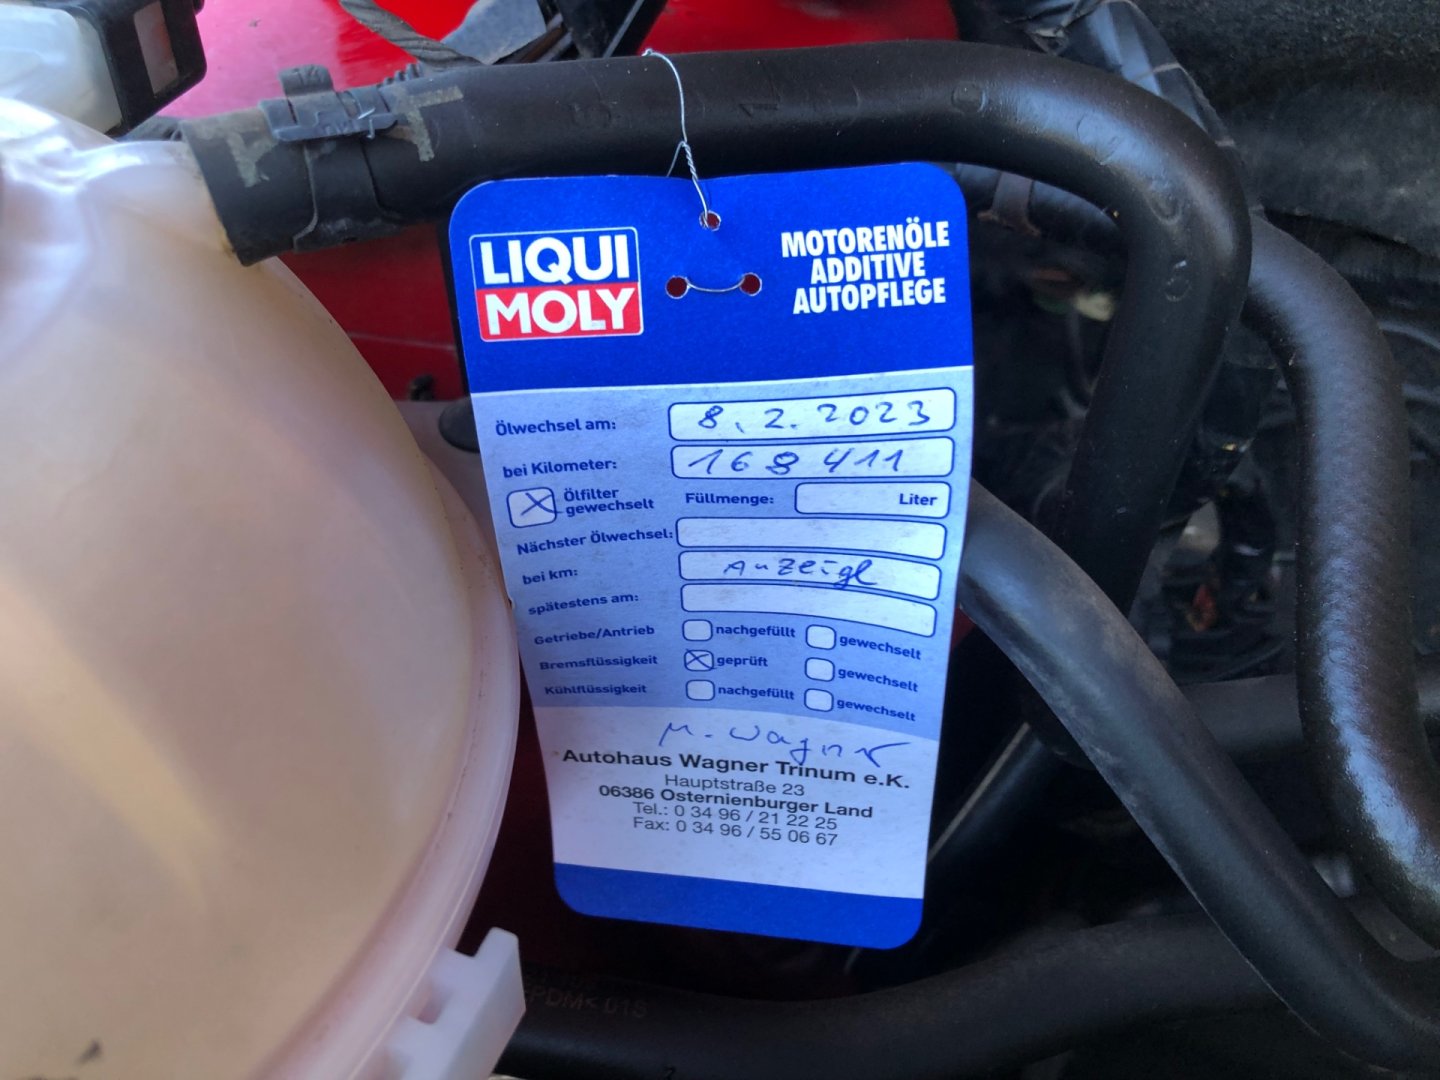 LIQUI
MOLY
MOTORENÖLE
ADDITIVE
AUTOPFLEGE
Ölwechsel am: 8.2.2023
bei Kilometer: 168411
Ölfilter
gewechselt
Füllmenge: Liter
Nächster Ölwechsel:
bei km: Anzeige
spätestens am:
Getriebe/Antrieb nachgefüllt gewechselt
Bremsflüssigkeit geprüft gewechselt
Kühlflüssigkeit nachgefüllt gewechselt
M. Wagner
Autohaus Wagner Trinum e.K.
Hauptstraße 23
06386 Osternienburger Land
Tel.: 0 34 96 / 21 22 25
Fax: 0 34 96 / 55 06 67